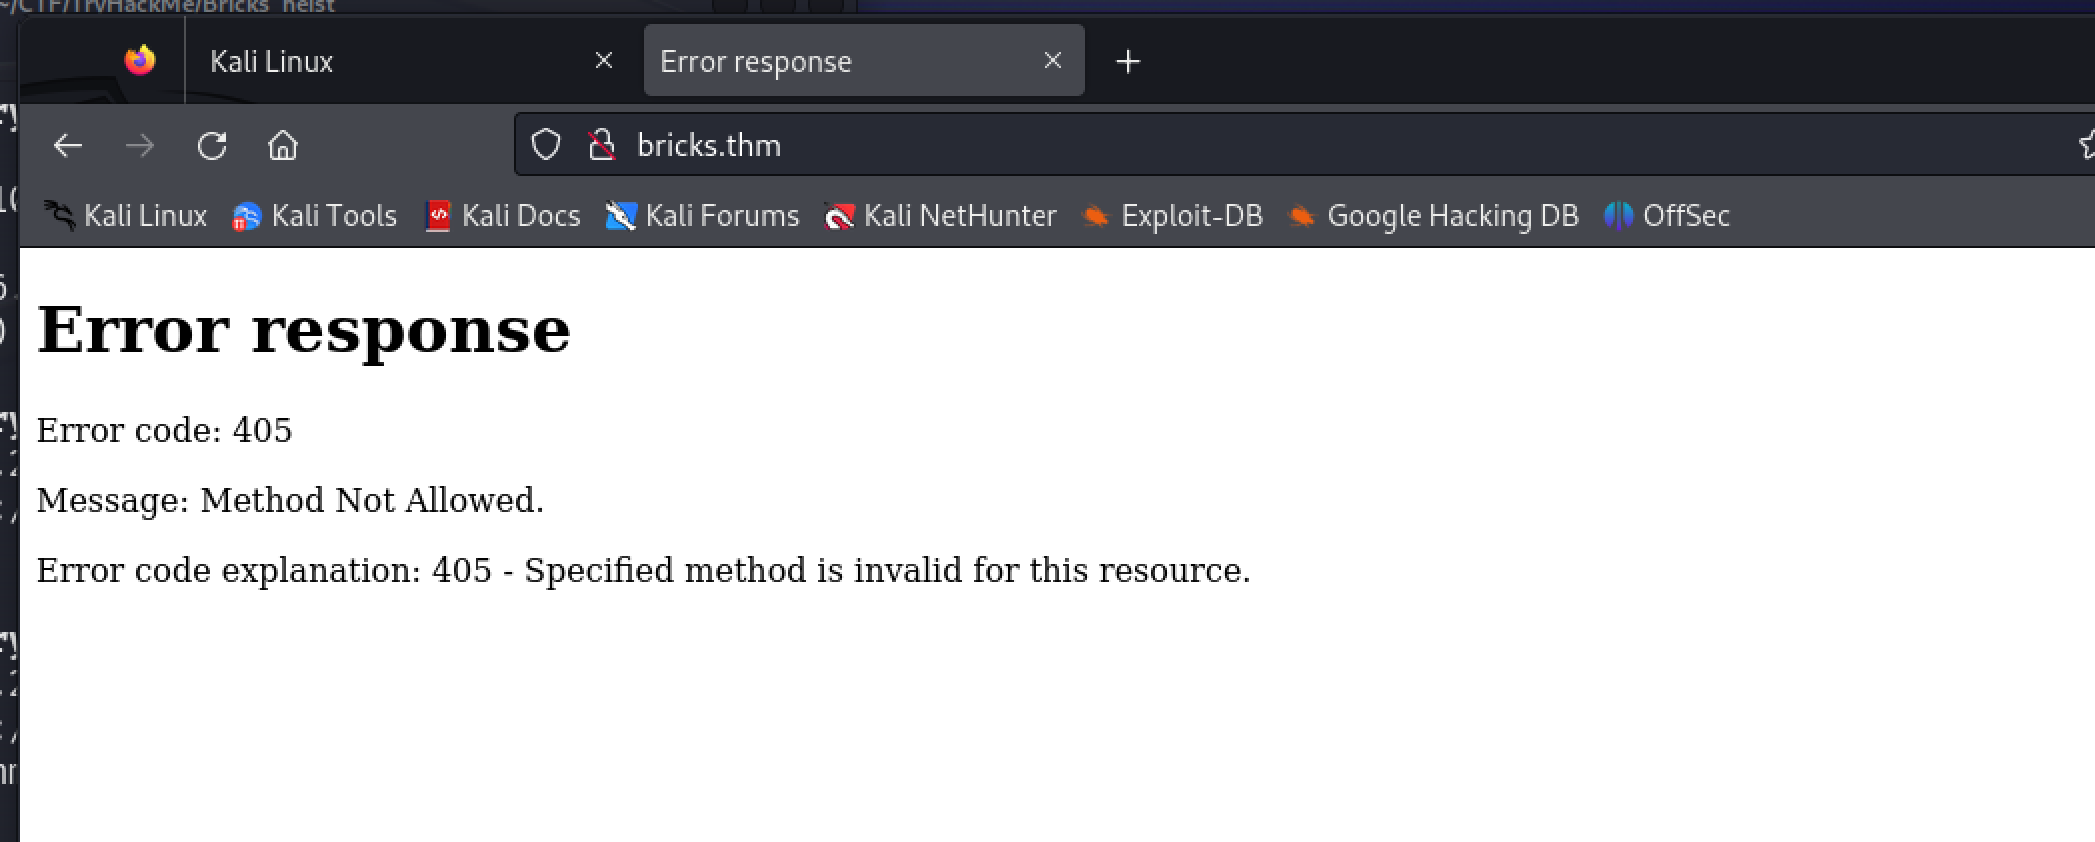 ~/CTF/TryHackMe/Bricks_heist
Kali Linux
Error response
bricks.thm
Kali Linux Kali Tools Kali Docs Kali Forums Kali NetHunter Exploit-DB Google Hacking DB OffSec
Error response
Error code: 405
Message: Method Not Allowed.
Error code explanation: 405 - Specified method is invalid for this resource.